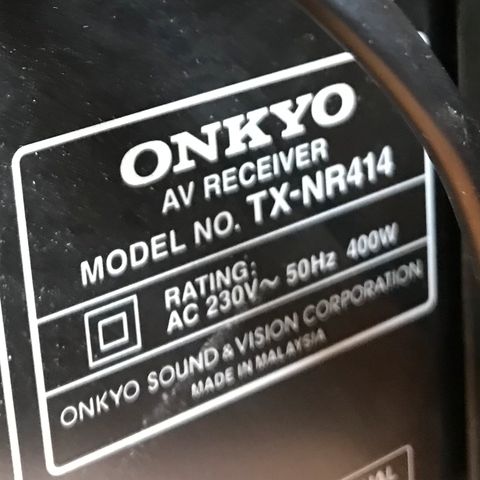 ONKYO
AV RECEIVER
MODEL NO. TX-NR414
RATING:
AC 230V~ 50Hz 400W
ONKYO SOUND & VISION CORPORATION
MADE IN MALAYSIA